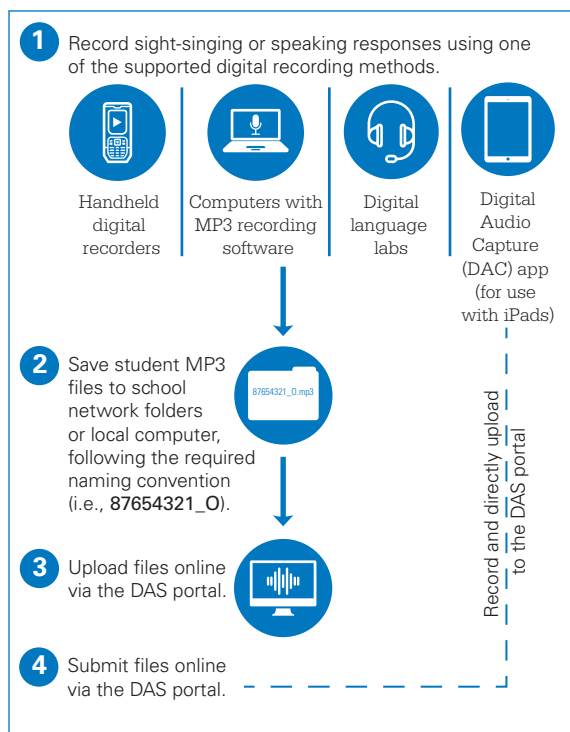 1 Record sight-singing or speaking responses using one
of the supported digital recording methods.
Handheld
digital
recorders
Computers with
MP3 recording
software
Digital
language
labs
Digital
Audio
Capture
(DAC) app
(for use
with iPads)
2 Save student MP3
files to school
network folders
or local computer,
following the required
naming convention
(i.e., 87654321_O).
87654321_O.mp3
Record and directly upload
to the DAS portal
3 Upload files online
via the DAS portal.
4 Submit files online
via the DAS portal.